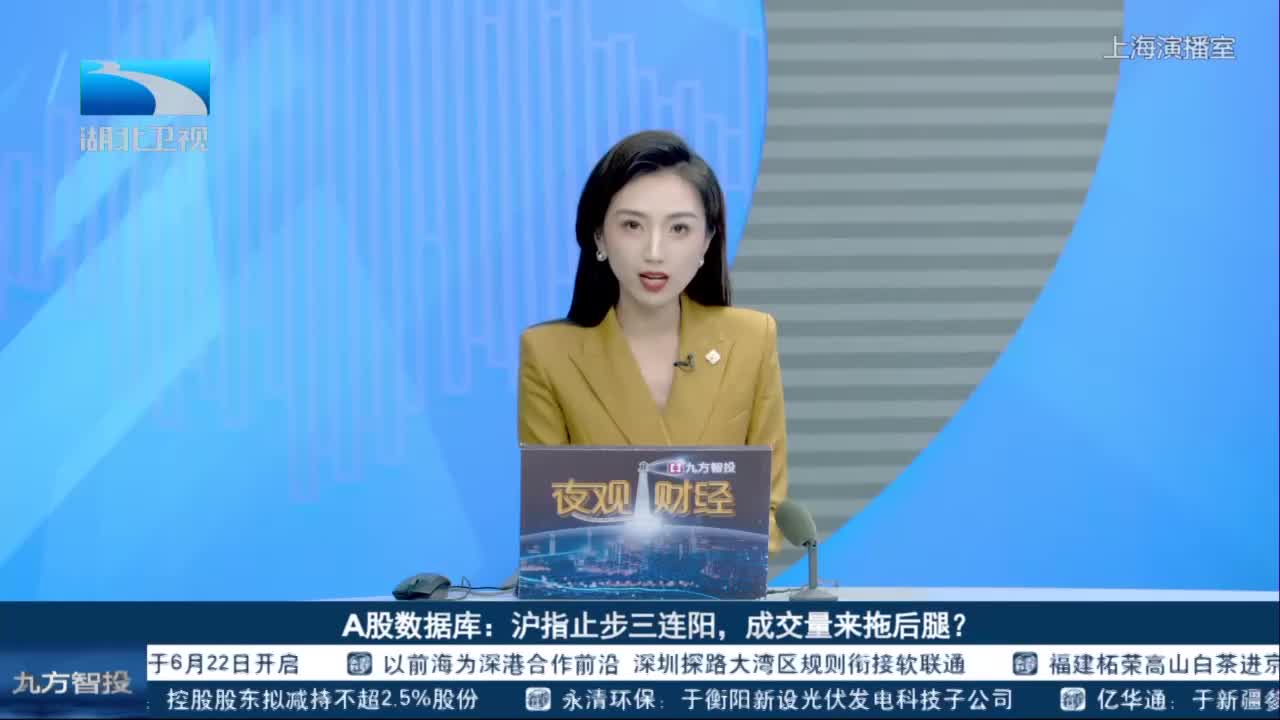 上海演播室
湖北卫视
九方智投
夜观财经
A股数据库：沪指止步三连阳，成交量来拖后腿？
于6月22日开启 以前海为深港合作前沿 深圳探路大湾区规则衔接软联通 福建柘荣高山白茶进京
九方智投
控股股东拟减持不超2.5%股份 永清环保：于衡阳新设光伏发电科技子公司 亿华通：于新疆参